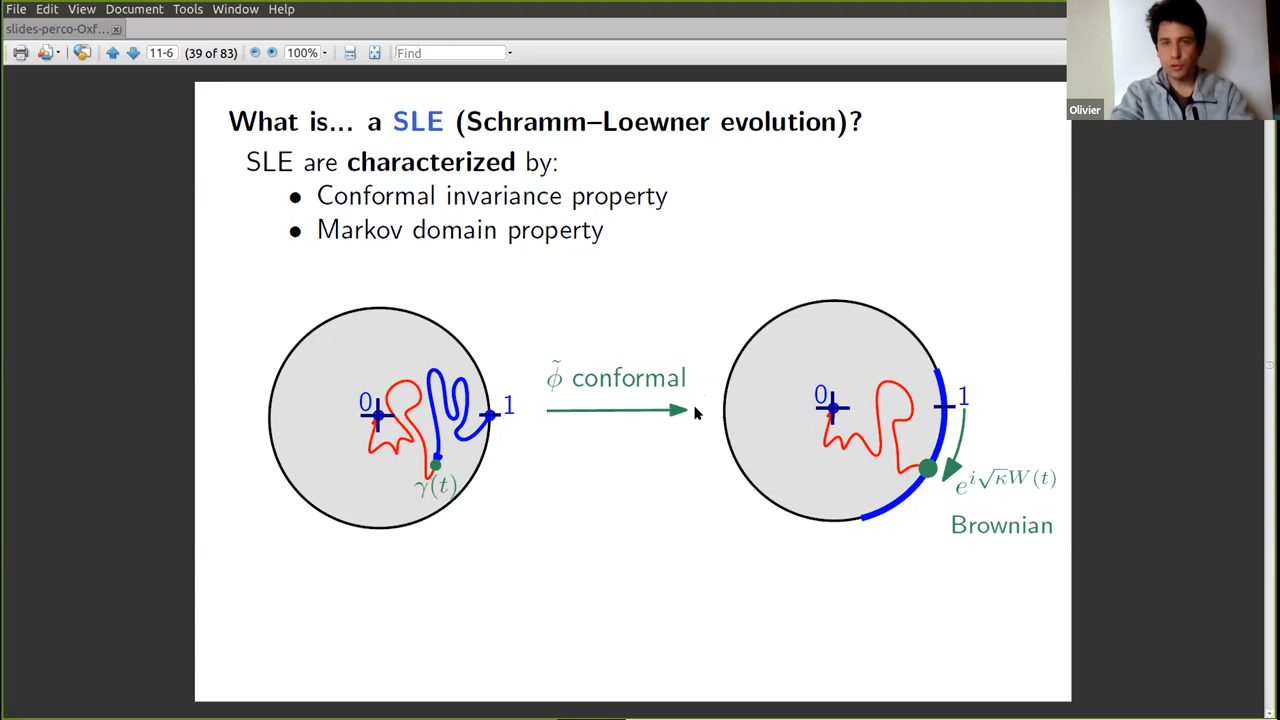 File Edit View Document Tools Window Help
slides-perco-Oxf...
11-6 (39 of 83) 100% Find
Olivier
What is... a SLE (Schramm–Loewner evolution)?
SLE are characterized by:
• Conformal invariance property
• Markov domain property
0 1
γ(t)
ϕ̃ conformal
0 1
e^{i√κW(t)}
Brownian